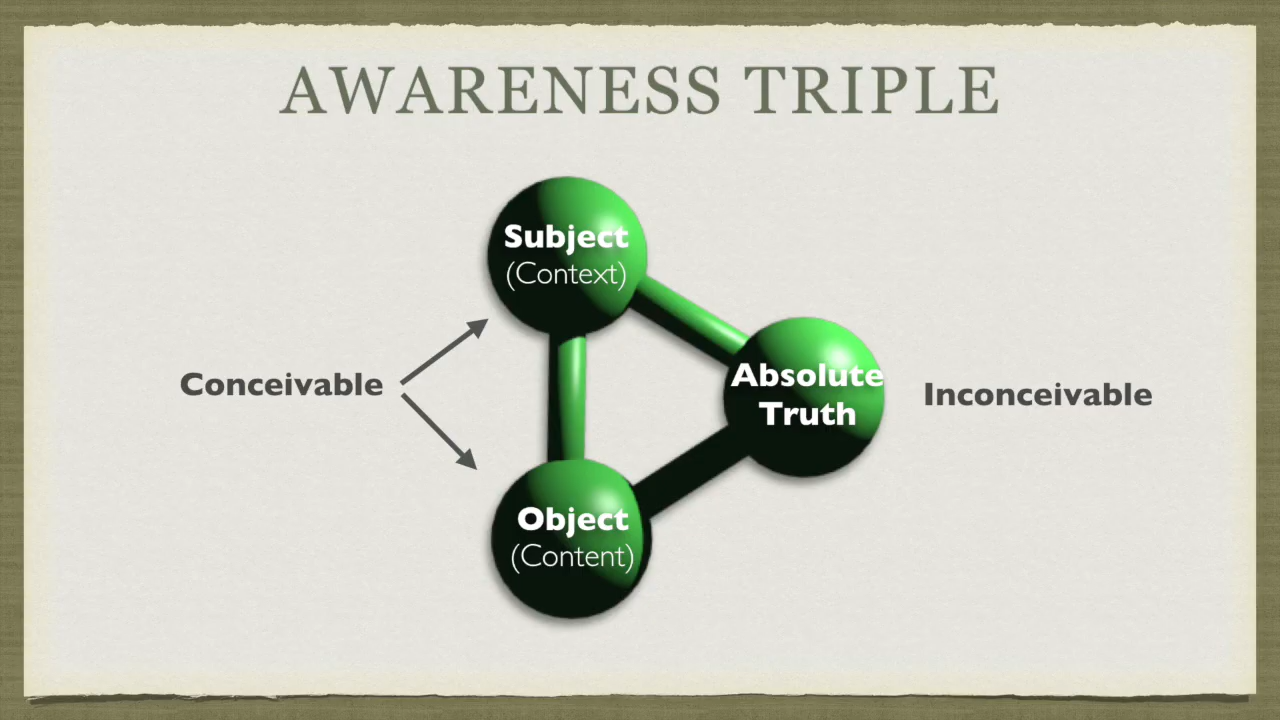 AWARENESS TRIPLE
Subject
(Context)
Conceivable
Absolute
Truth
Inconceivable
Object
(Content)